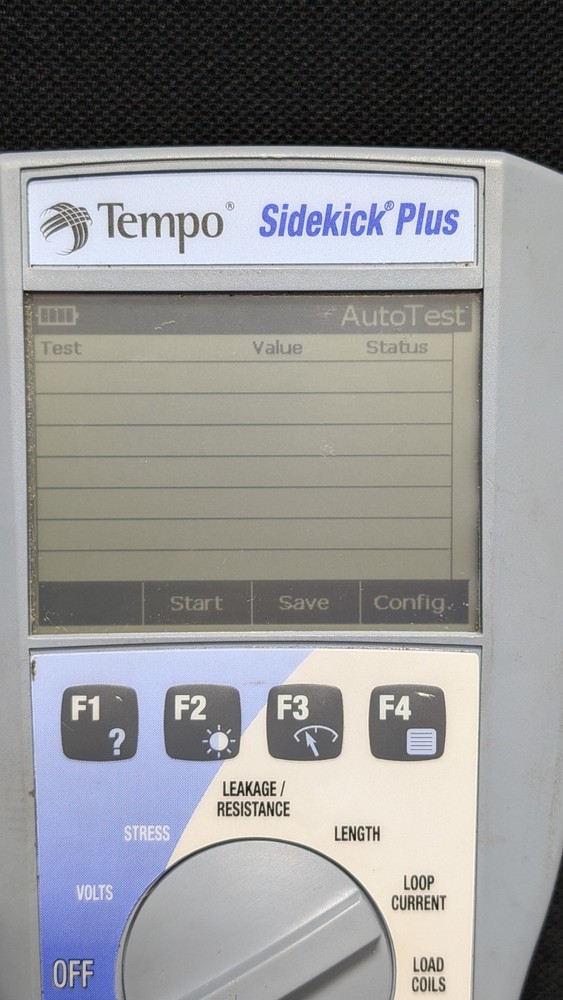 Tempo® Sidekick® Plus
AutoTest
Test Value Status
Start Save Config.
F1 F2 F3 F4
?
LEAKAGE /
RESISTANCE
STRESS
LENGTH
VOLTS
LOOP
CURRENT
OFF
LOAD
COILS